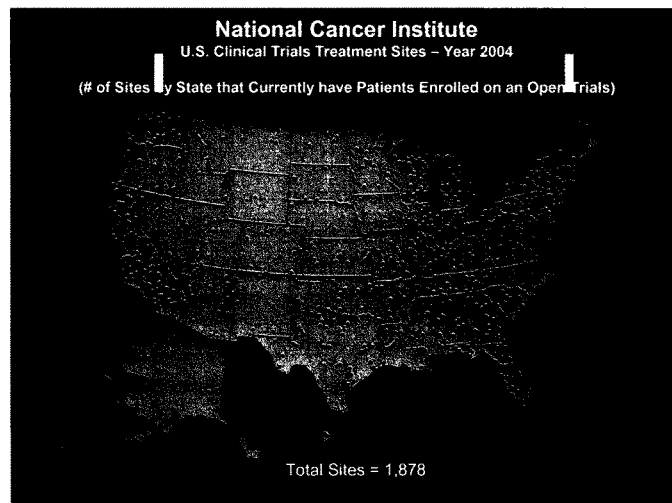 National Cancer Institute
U.S. Clinical Trials Treatment Sites – Year 2004
(# of Sites by State that Currently have Patients Enrolled on an Open Trials)
Total Sites = 1,878